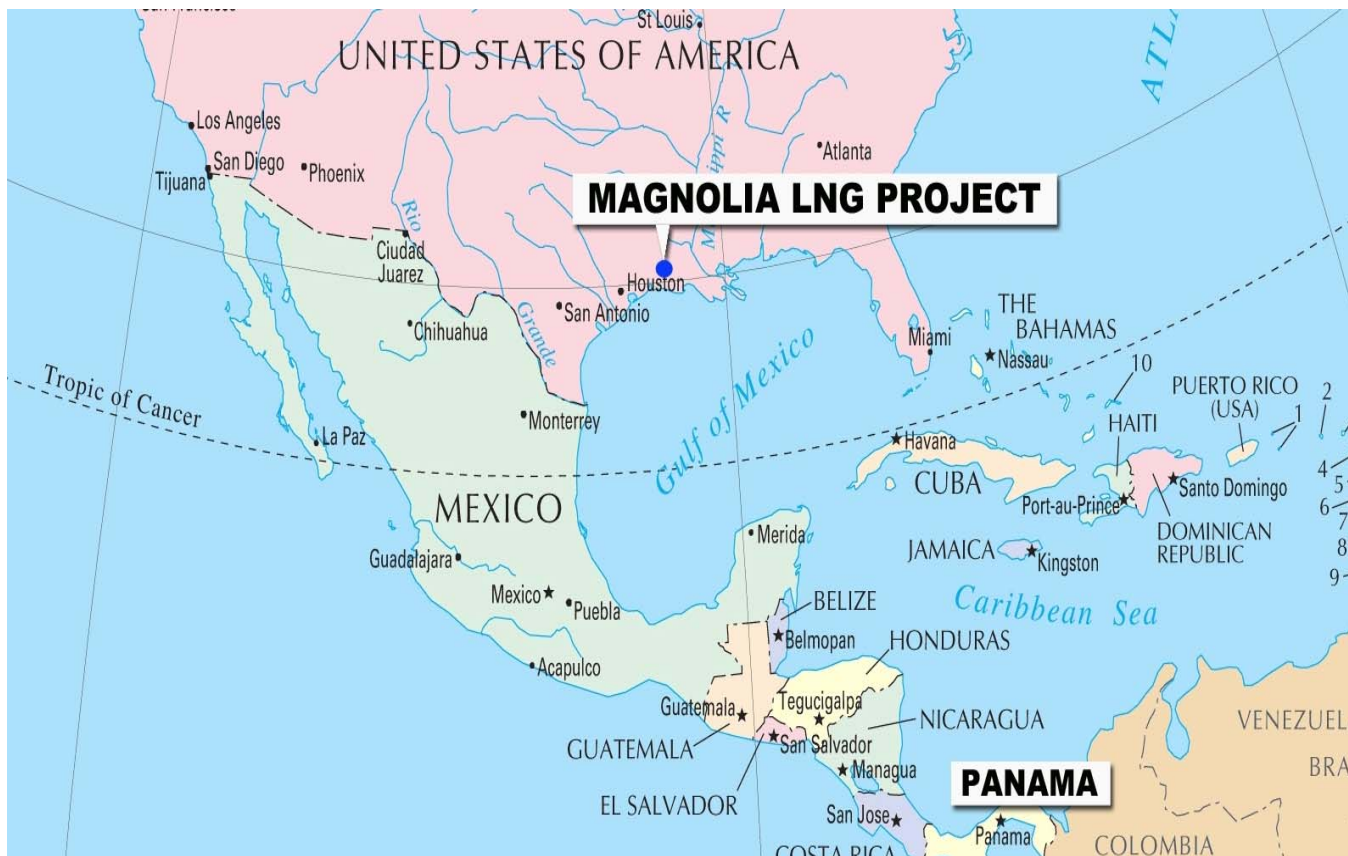 St Louis
UNITED STATES OF AMERICA
ATL
Los Angeles
San Diego
Tijuana
Phoenix
Atlanta
MAGNOLIA LNG PROJECT
Rio
Grande
Ciudad
Juarez
Houston
San Antonio
Chihuahua
Miami
THE
BAHAMAS
Nassau
Gulf of Mexico
Tropic of Cancer
La Paz
Monterrey
10
PUERTO RICO
(USA)
1
2
HAITI
Havana
CUBA
Port-au-Prince
Santo Domingo
DOMINICAN
REPUBLIC
4
5
6
7
8
9
MEXICO
Merida
JAMAICA
Kingston
Guadalajara
Mexico
Puebla
Acapulco
BELIZE
Belmopan
Caribbean Sea
HONDURAS
Guatemala
Tegucigalpa
NICARAGUA
GUATEMALA
San Salvador
Managua
EL SALVADOR
PANAMA
San Jose
Panama
COSTA RICA
VENEZUEL
BRA
COLOMBIA